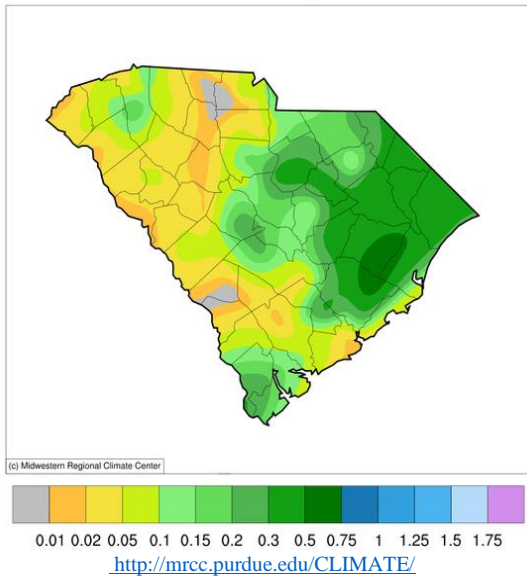 (c) Midwestern Regional Climate Center
0.01 0.02 0.05 0.1 0.15 0.2 0.3 0.5 0.75 1 1.25 1.5 1.75
http://mrcc.purdue.edu/CLIMATE/